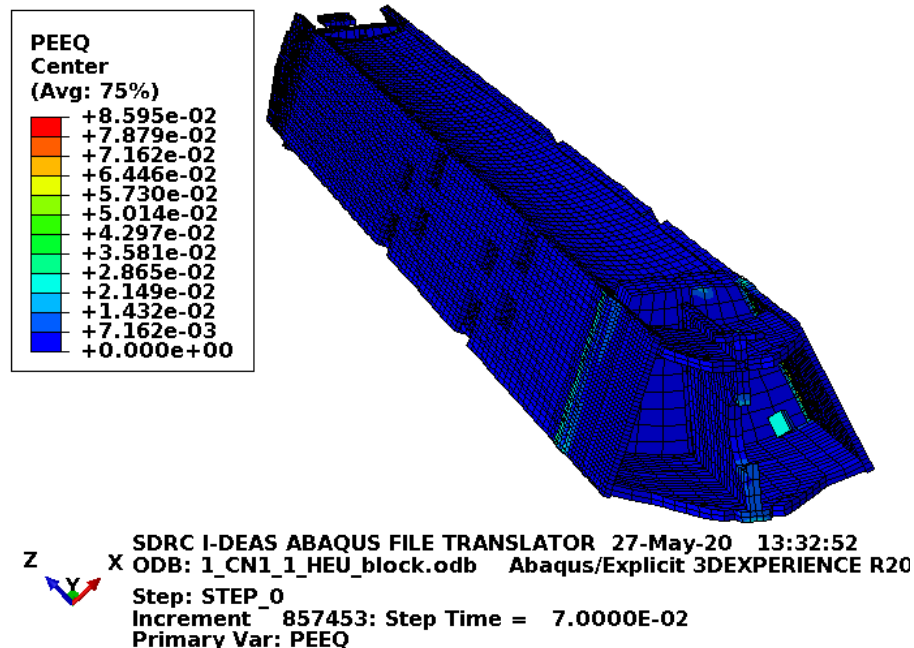 PEEQ
Center
(Avg: 75%)
+8.595e-02
+7.879e-02
+7.162e-02
+6.446e-02
+5.730e-02
+5.014e-02
+4.297e-02
+3.581e-02
+2.865e-02
+2.149e-02
+1.432e-02
+7.162e-03
+0.000e+00
Z Y X
SDRC I-DEAS ABAQUS FILE TRANSLATOR 27-May-20 13:32:52
ODB: 1_CN1_1_HEU_block.odb Abaqus/Explicit 3DEXPERIENCE R20
Step: STEP_0
Increment 857453: Step Time = 7.0000E-02
Primary Var: PEEQ